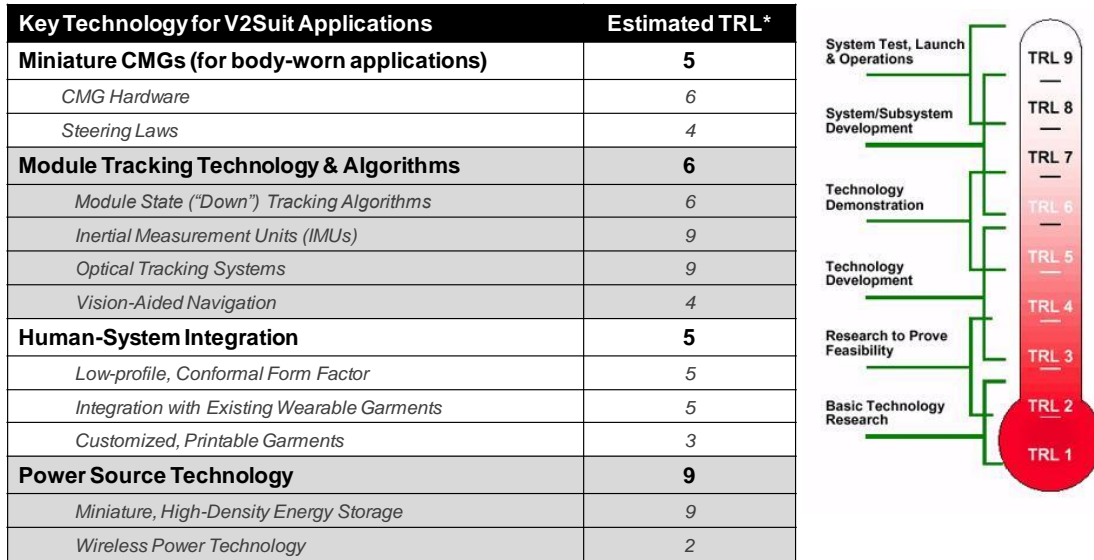 Key Technology for V2Suit Applications Estimated TRL*
Miniature CMGs (for body-worn applications) 5
CMG Hardware 6
Steering Laws 4
Module Tracking Technology & Algorithms 6
Module State (“Down”) Tracking Algorithms 6
Inertial Measurement Units (IMUs) 9
Optical Tracking Systems 9
Vision-Aided Navigation 4
Human-System Integration 5
Low-profile, Conformal Form Factor 5
Integration with Existing Wearable Garments 5
Customized, Printable Garments 3
Power Source Technology 9
Miniature, High-Density Energy Storage 9
Wireless Power Technology 2
System Test, Launch
& Operations
System/Subsystem
Development
Technology
Demonstration
Technology
Development
Research to Prove
Feasibility
Basic Technology
Research
TRL 9
TRL 8
TRL 7
TRL 6
TRL 5
TRL 4
TRL 3
TRL 2
TRL 1